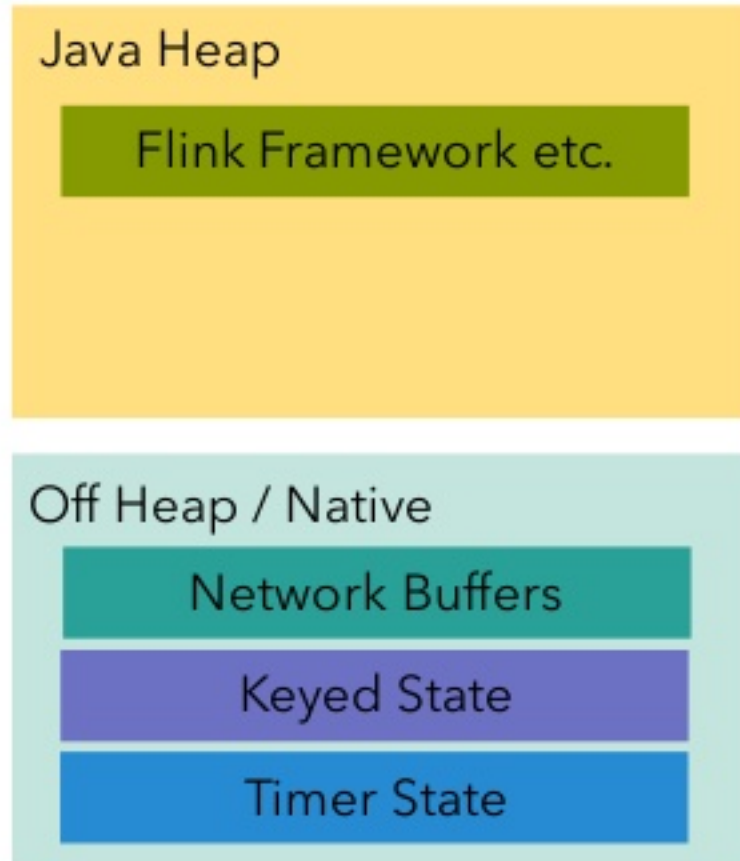 Java Heap
Flink Framework etc.
Off Heap / Native
Network Buffers
Keyed State
Timer State